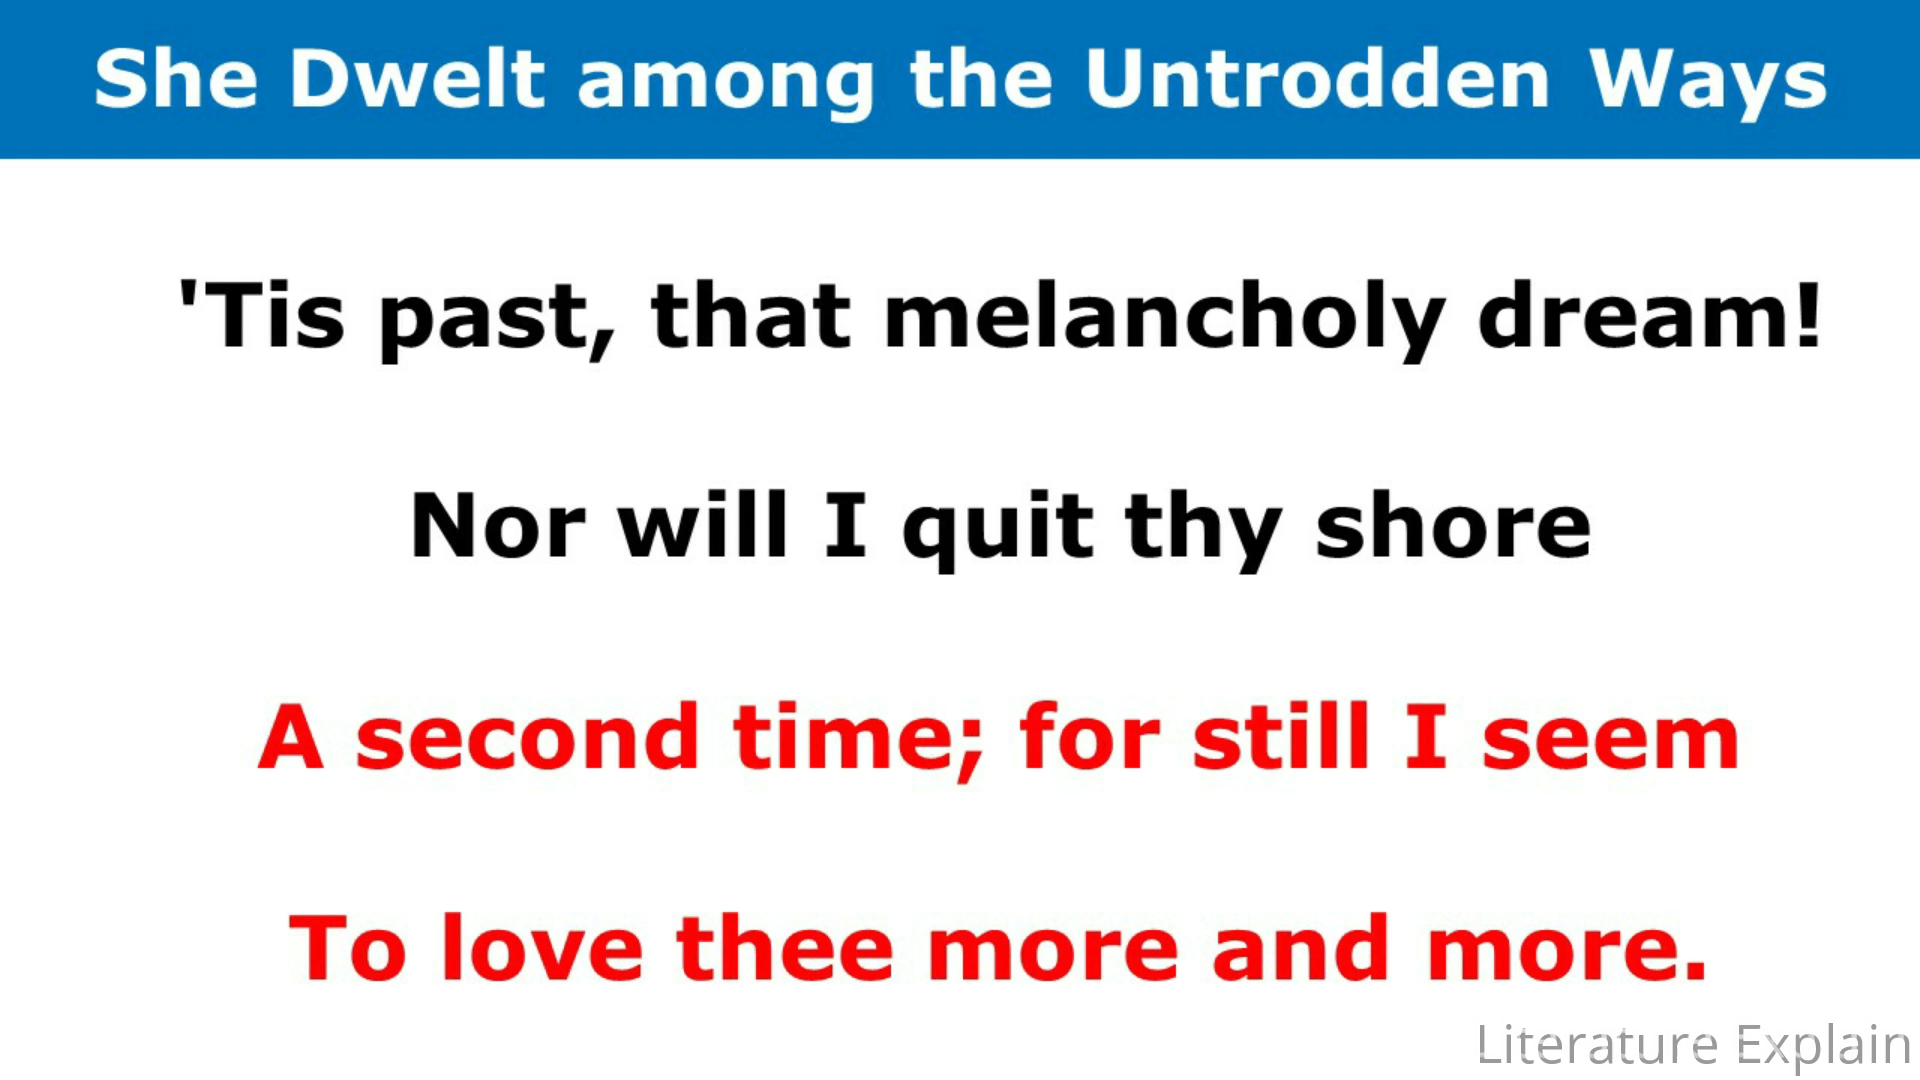 She Dwelt among the Untrodden Ways
'Tis past, that melancholy dream!
Nor will I quit thy shore
A second time; for still I seem
To love thee more and more.
Literature Explain